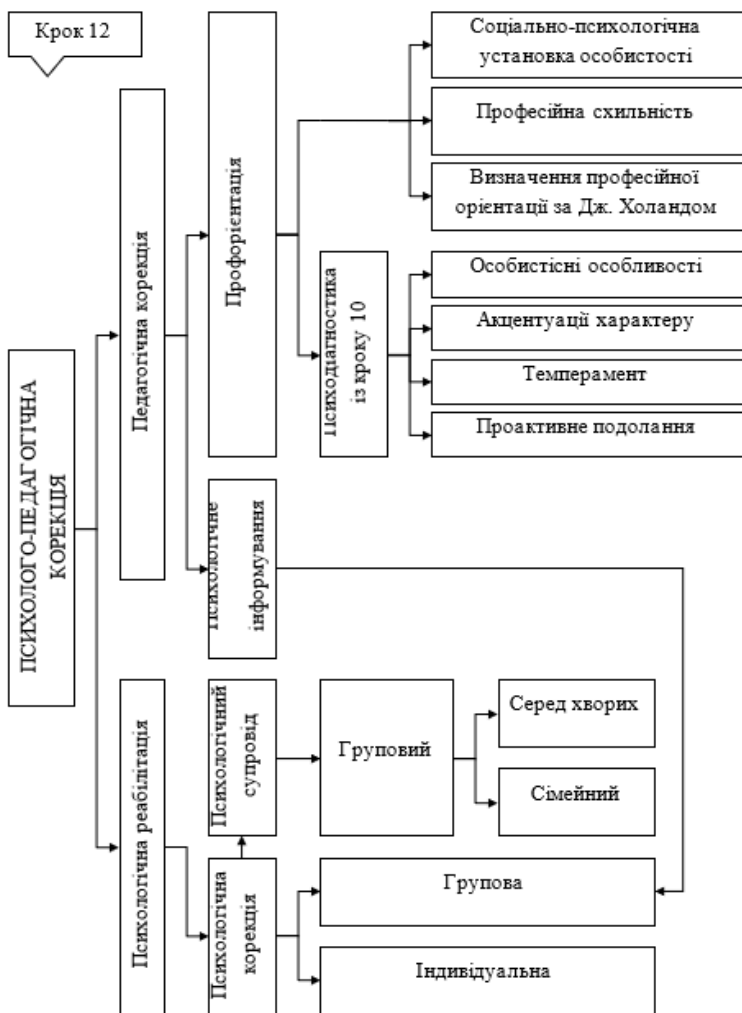 Крок 12
ПСИХОЛОГО-ПЕДАГОГІЧНА
КОРЕКЦІЯ
Педагогічна корекція
Профорієнтація
Соціально-психологічна
установка особистості
Професійна схильність
Визначення професійної
орієнтації за Дж. Холандом
Психодіагностика
із кроку 10
Особистісні особливості
Акцентуації характеру
Темперамент
Проактивне подолання
Психологічне
інформування
Психологічна реабілітація
Психологічний
супровід
Груповий
Серед хворих
Сімейний
Психологічна
корекція
Групова
Індивідуальна